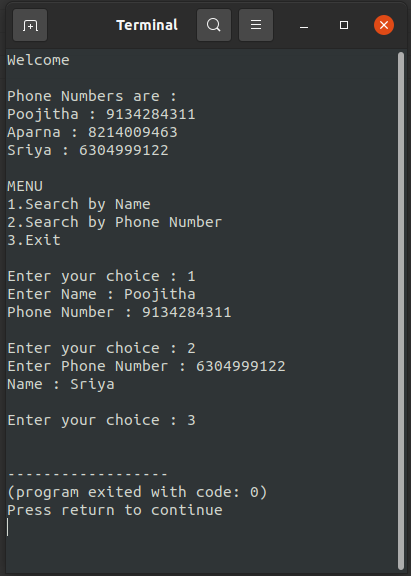 Terminal
Welcome
Phone Numbers are :
Poojitha : 9134284311
Aparna : 8214009463
Sriya : 6304999122
MENU
1.Search by Name
2.Search by Phone Number
3.Exit
Enter your choice : 1
Enter Name : Poojitha
Phone Number : 9134284311
Enter your choice : 2
Enter Phone Number : 6304999122
Name : Sriya
Enter your choice : 3
------------------
(program exited with code: 0)
Press return to continue